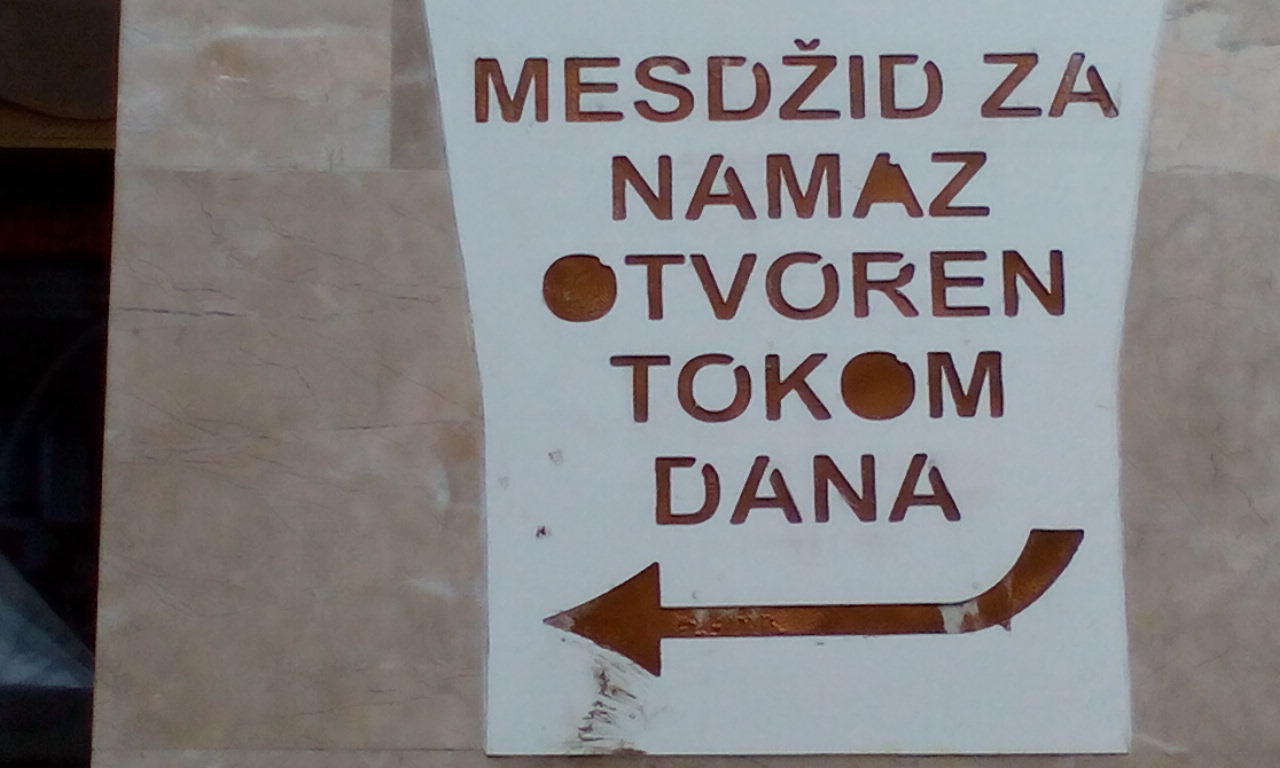 MESDŽID ZA
NAMAZ
OTVOREN
TOKOM
DANA